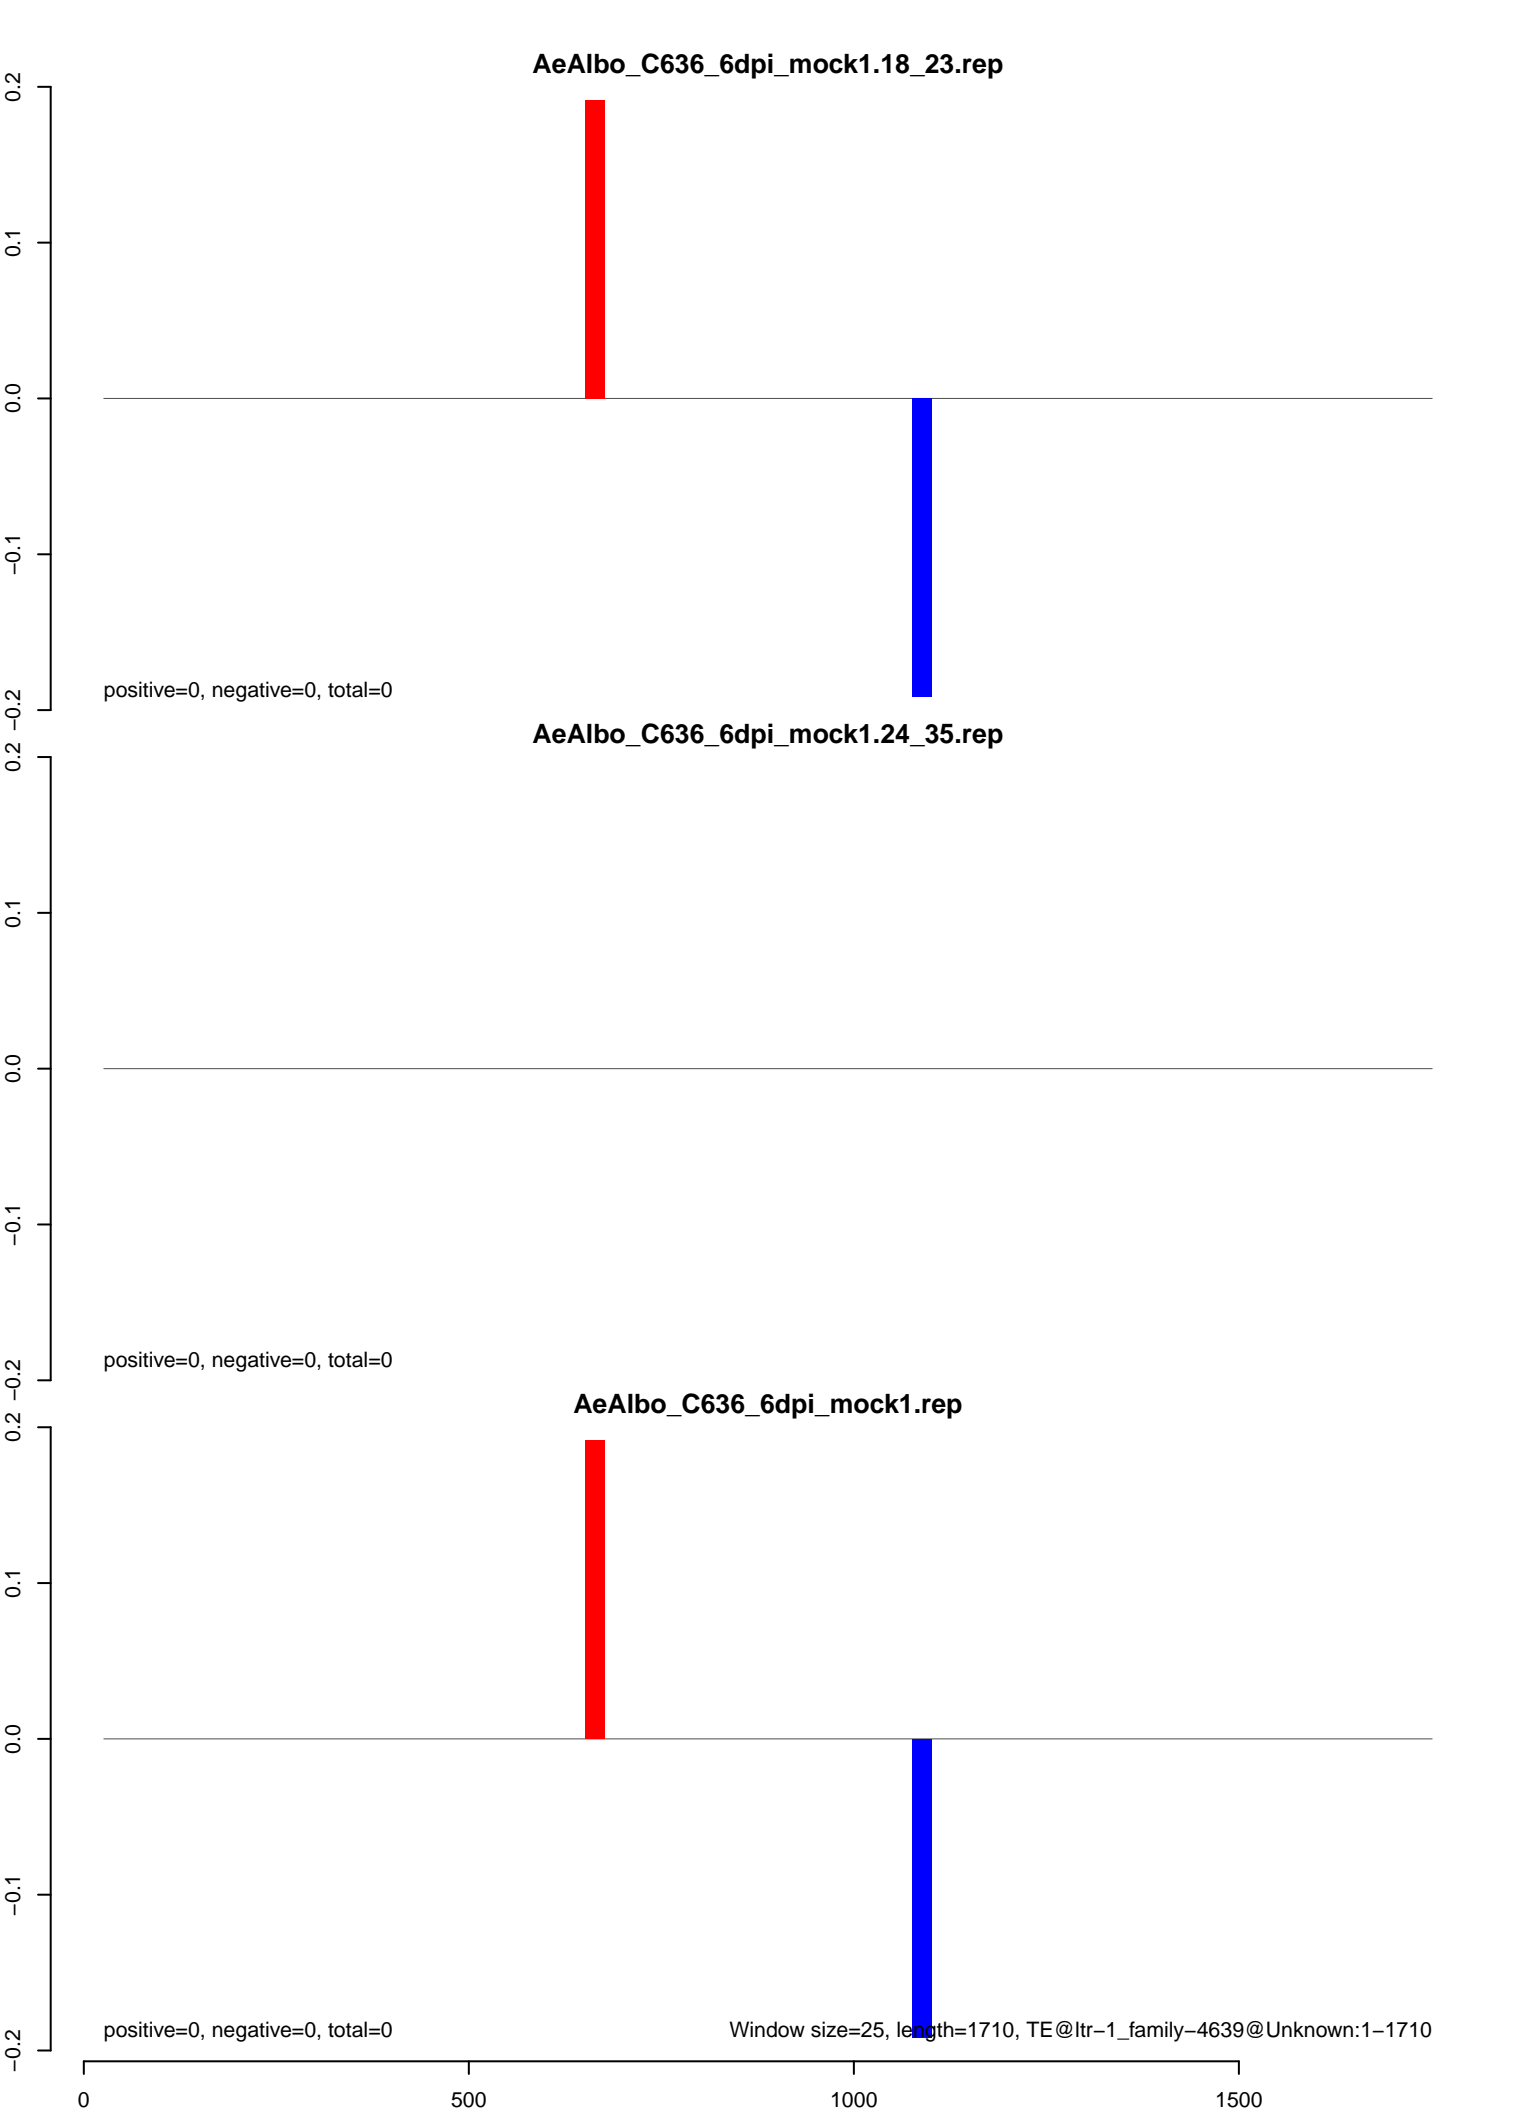 AeAlbo_C636_6dpi_mock1.18_23.rep
0.2
0.1
0.0
−0.1
−0.2
positive=0, negative=0, total=0
AeAlbo_C636_6dpi_mock1.24_35.rep
0.2
0.1
0.0
−0.1
−0.2
positive=0, negative=0, total=0
AeAlbo_C636_6dpi_mock1.rep
0.2
0.1
0.0
−0.1
−0.2
positive=0, negative=0, total=0
Window size=25, length=1710, TE@ltr−1_family−4639@Unknown:1−1710
0 500 1000 1500